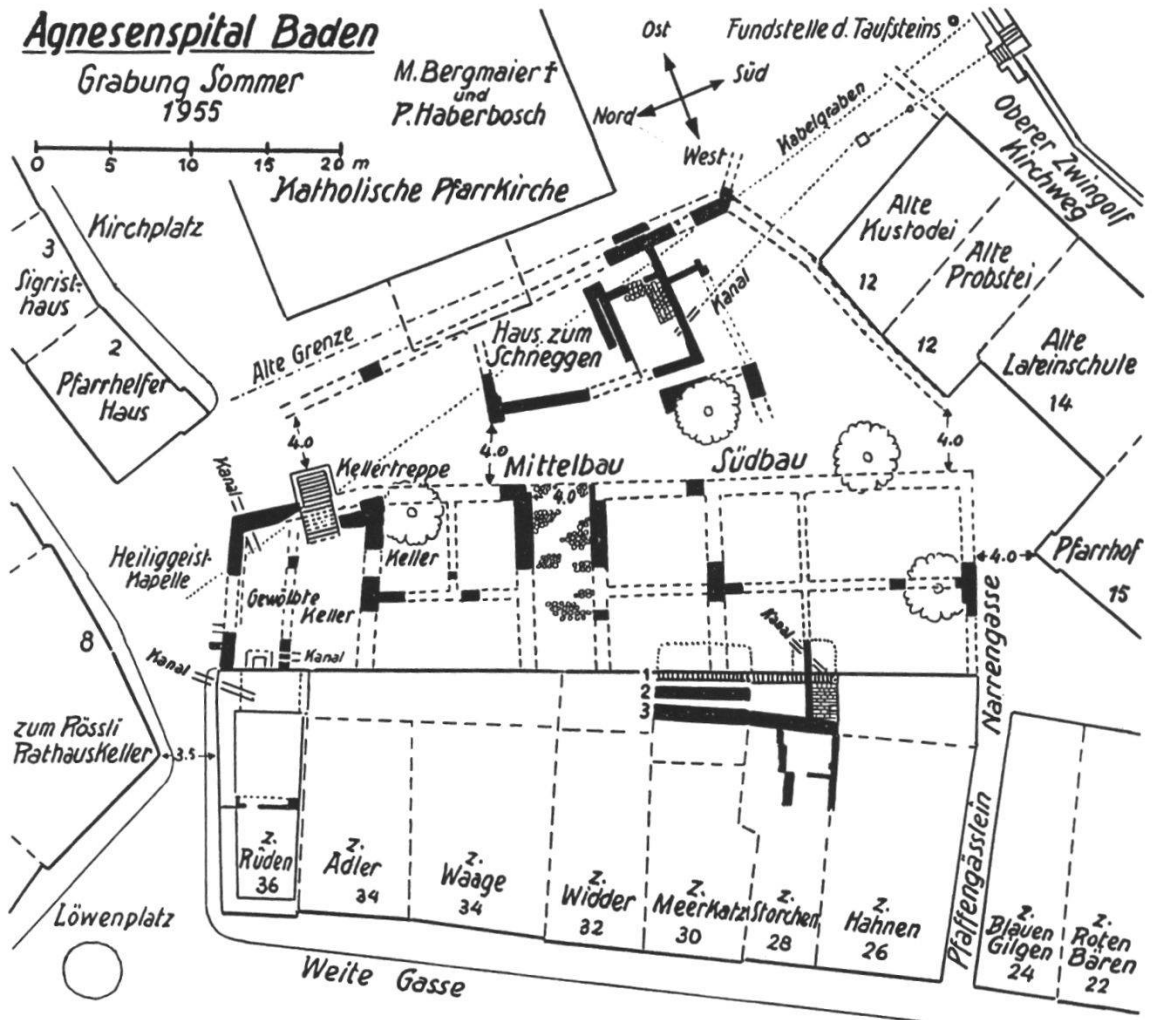 Agnesenspital Baden
Grabung Sommer
1955
M. Bergmaier †
und
P. Haberbosch
0 5 10 15 20 m
Ost
Süd
Nord
West
Fundstelle d. Taufsteins
Kabelgraben
Oberer Zwingolf
Kirchweg
Katholische Pfarrkirche
Kirchplatz
3
Sigrist-
haus
2
Pfarrhelfer
Haus
Alte
Kustodei
12
Alte
Probstei
12
Alte
Lateinschule
14
Pfarrhof
15
Alte Grenze
Haus zum
Schneggen
Kanal
4.0
4.0
4.0
Kellertreppe
Mittelbau
Südbau
4.0
Kanal
Heiliggeist-
Kapelle
Keller
Gewölbte
Keller
4.0
Kanal
Kanal
Kanal
1
2
3
8
zum Rössli
Rathauskeller
3.5
Narrengasse
Pfaffengässlein
z.
Rüden
36
z.
Adler
34
z.
Waage
34
z.
Widder
32
z.
Meerkatz
30
z.
Storchen
28
z.
Hahnen
26
z.
Blauen
Gilgen
24
z.
Roten
Bären
22
Löwenplatz
Weite Gasse